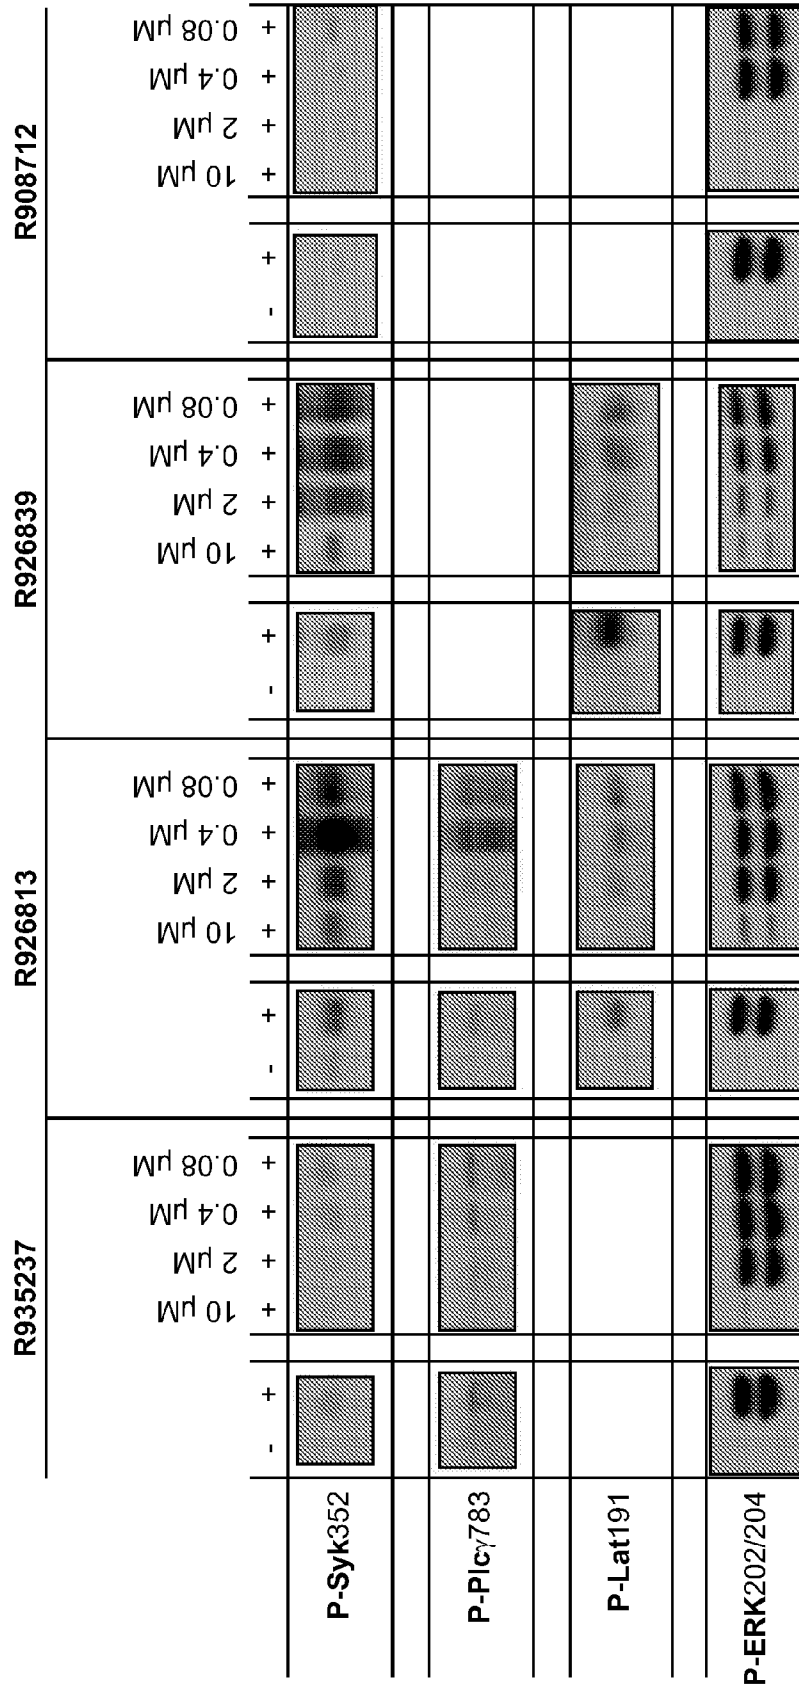 R935237 R926813 R926839 R908712
- + + 10 µM + 2 µM + 0.4 µM + 0.08 µM
- + + 10 µM + 2 µM + 0.4 µM + 0.08 µM
- + + 10 µM + 2 µM + 0.4 µM + 0.08 µM
- + + 10 µM + 2 µM + 0.4 µM + 0.08 µM
P-Syk352
P-Plcγ783
P-Lat191
P-ERK202/204